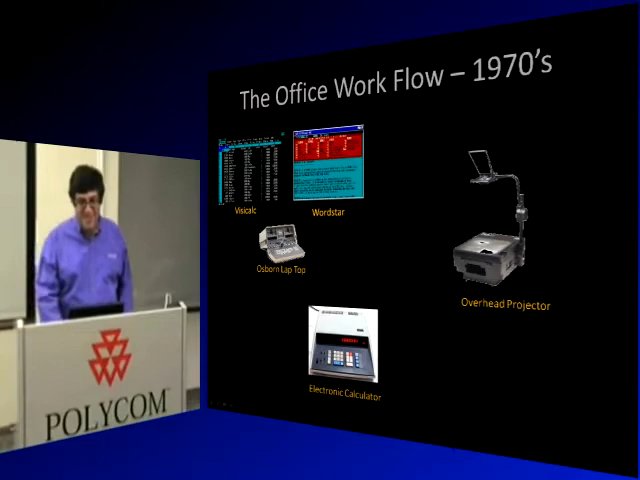 The Office Work Flow – 1970's
Visicalc
Wordstar
Osborn Lap Top
Overhead Projector
Electronic Calculator
POLYCOM